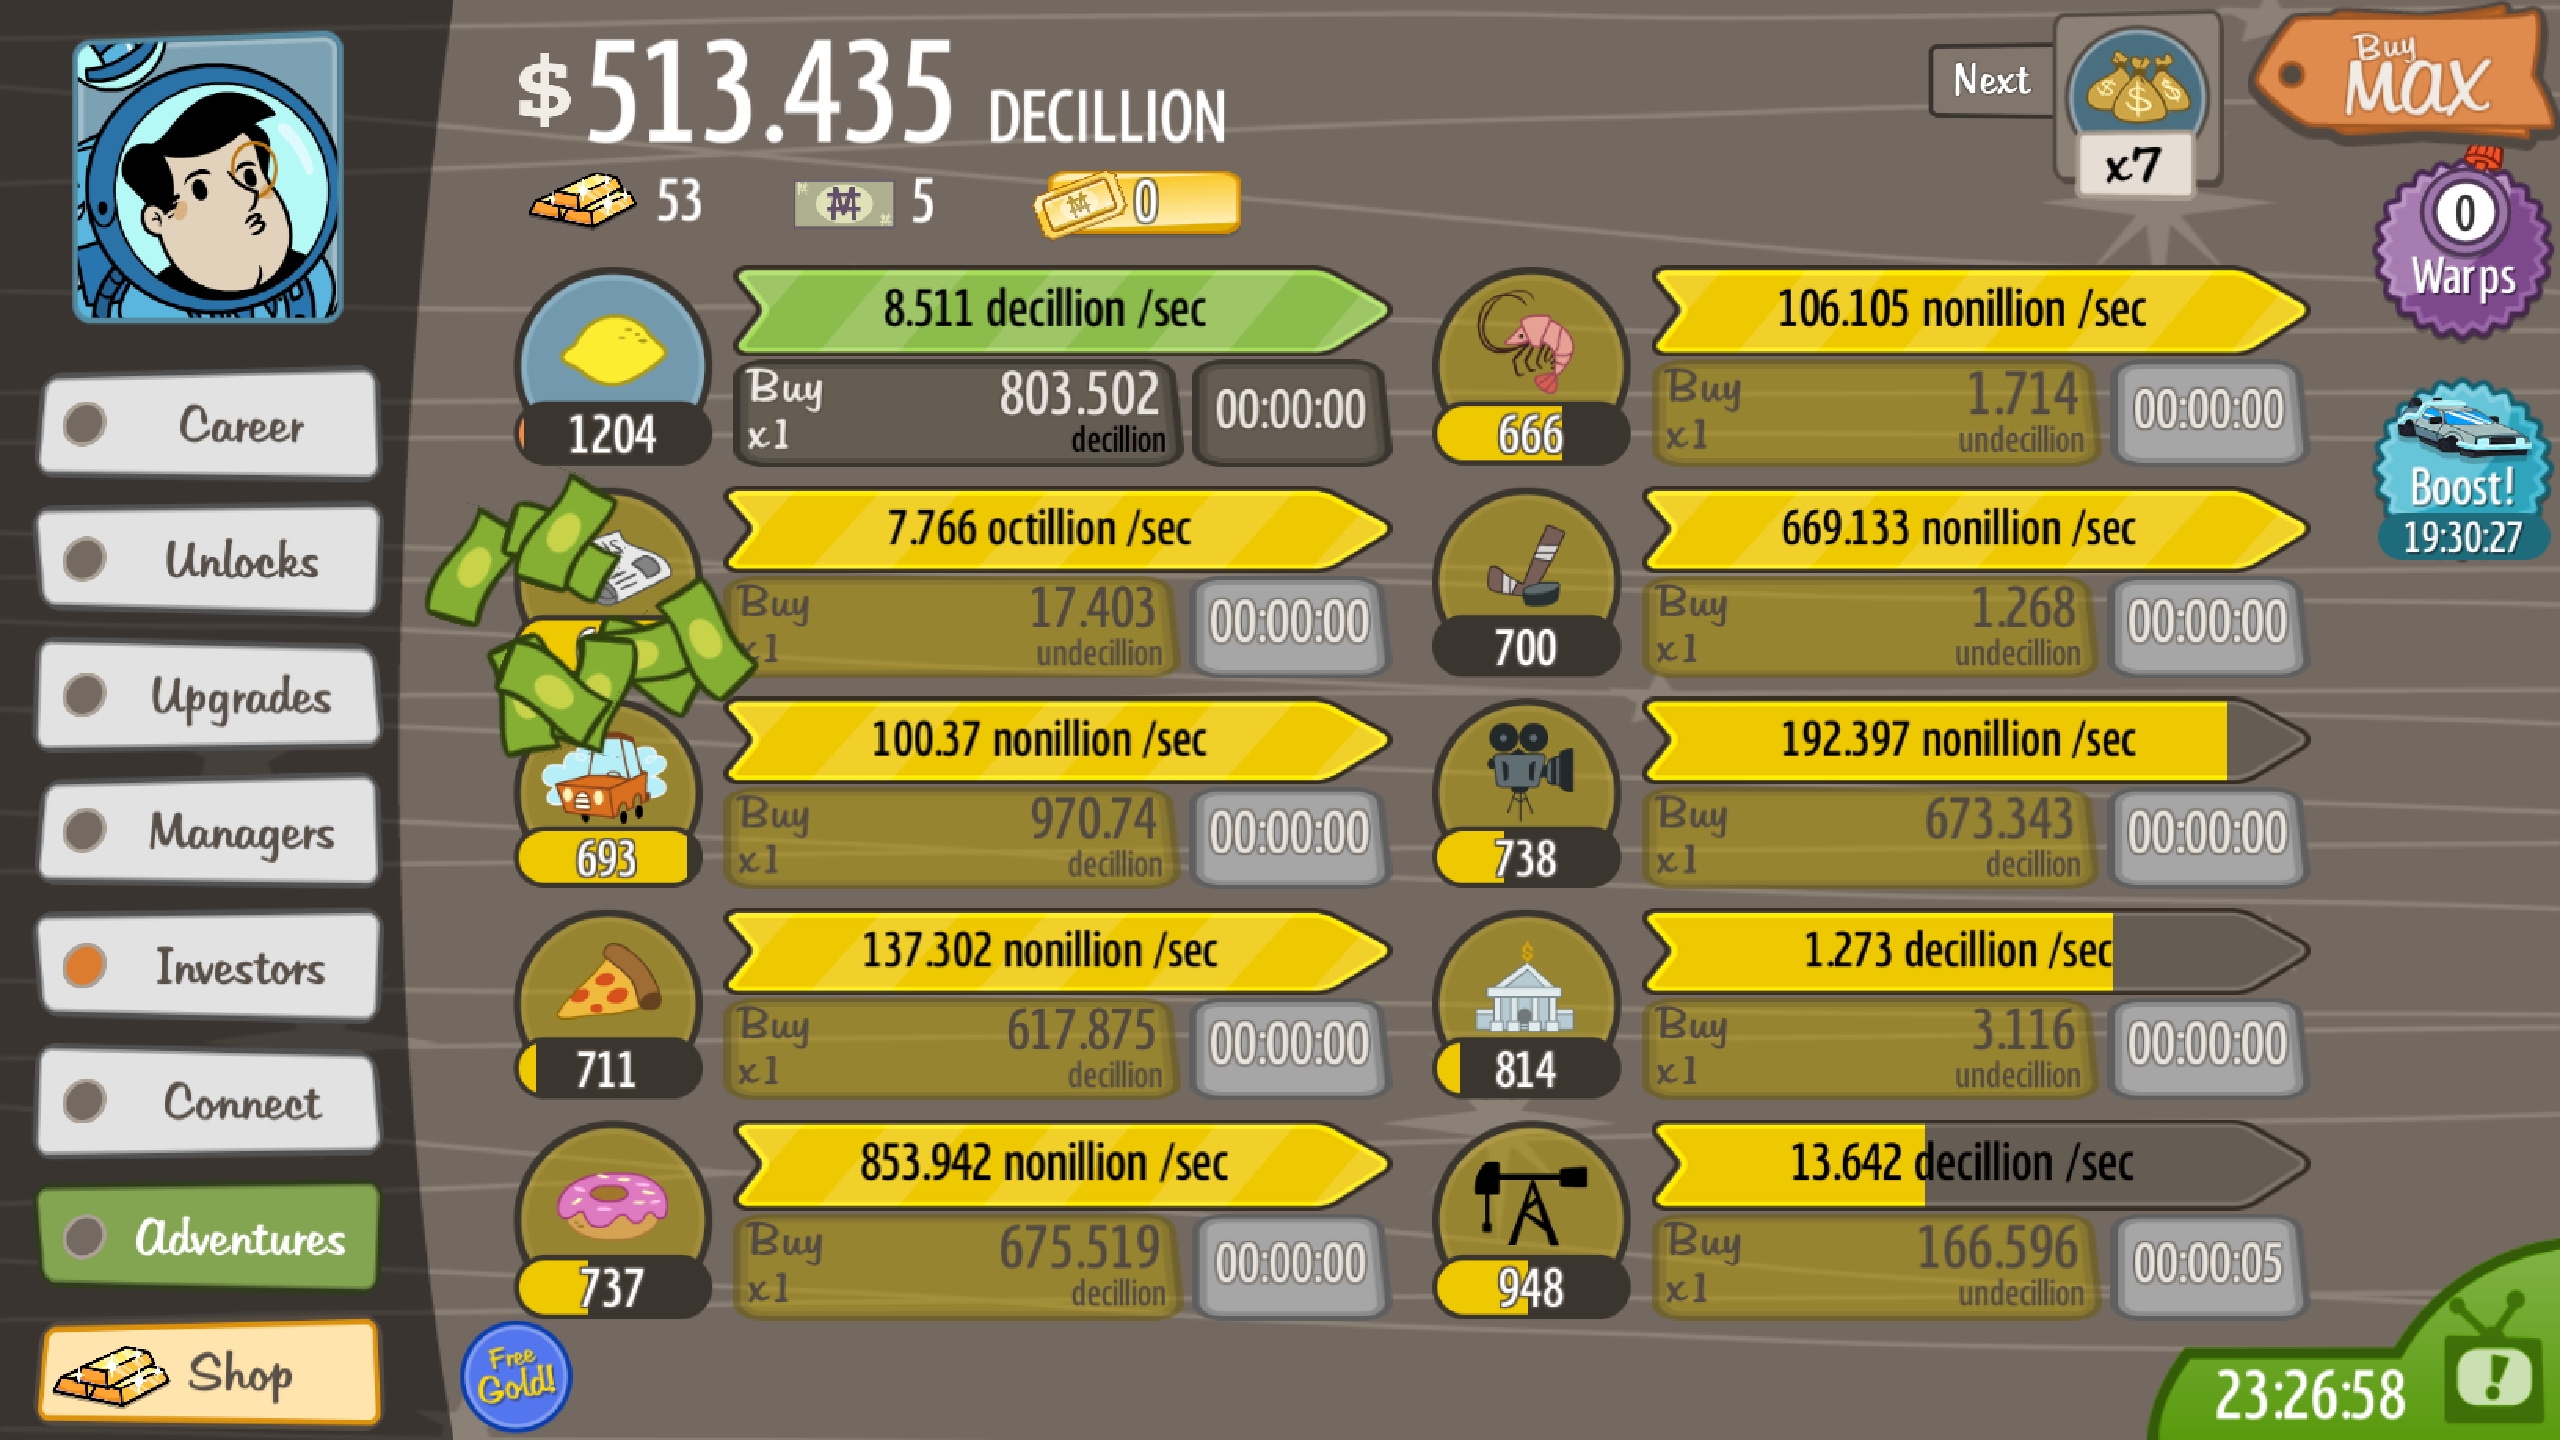 $513.435 DECILLION
Next
x7
Buy
MAX
53
5
0
0
Warps
Boost!
19:30:27
Career
Unlocks
Upgrades
Managers
Investors
Connect
Adventures
Shop
8.511 decillion /sec
1204
Buy
x1
803.502
decillion
00:00:00
106.105 nonillion /sec
666
Buy
x1
1.714
undecillion
00:00:00
7.766 octillion /sec
Buy
x1
17.403
undecillion
00:00:00
669.133 nonillion /sec
700
Buy
x1
1.268
undecillion
00:00:00
100.37 nonillion /sec
693
Buy
x1
970.74
decillion
00:00:00
192.397 nonillion /sec
738
Buy
x1
673.343
decillion
00:00:00
137.302 nonillion /sec
711
Buy
x1
617.875
decillion
00:00:00
1.273 decillion /sec
814
Buy
x1
3.116
undecillion
00:00:00
853.942 nonillion /sec
737
Buy
x1
675.519
decillion
00:00:00
13.642 decillion /sec
948
Buy
x1
166.596
undecillion
00:00:05
Free
Gold!
23:26:58
!